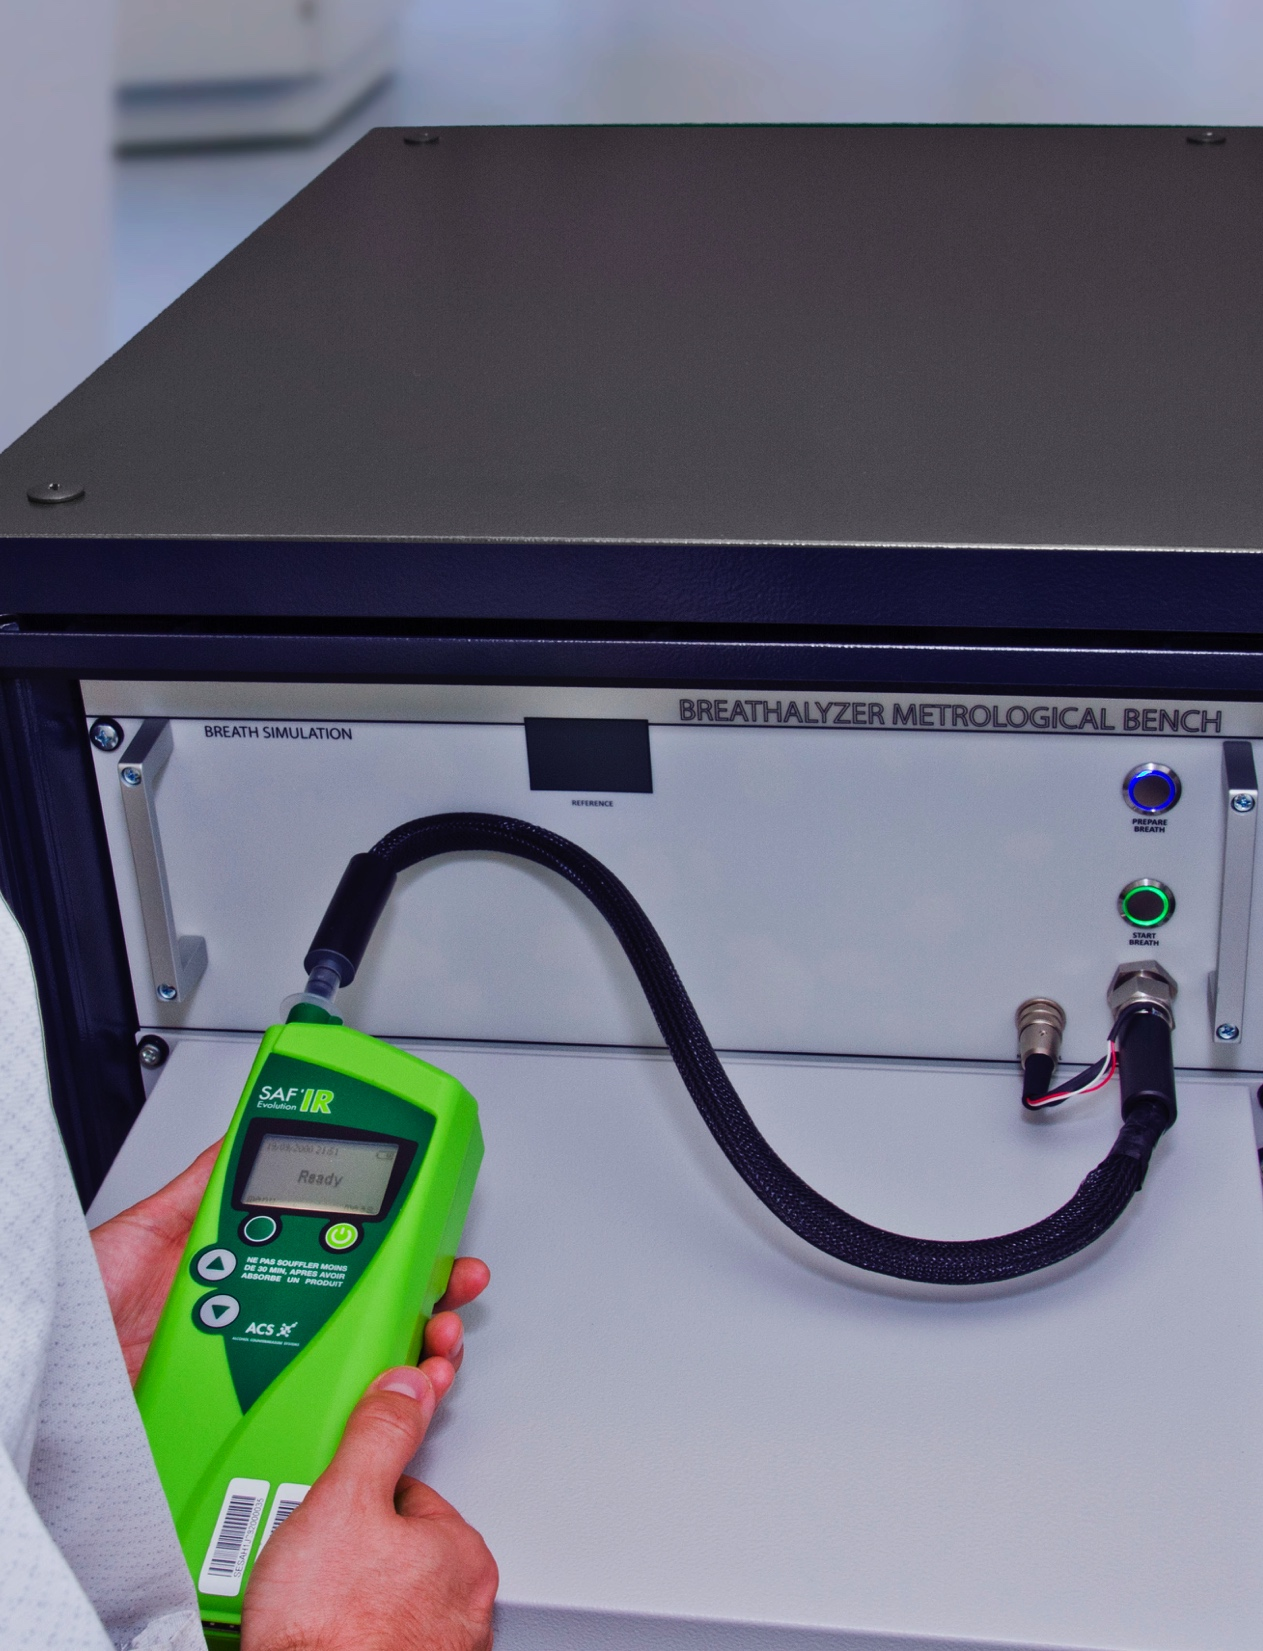 BREATHALYZER METROLOGICAL BENCH
BREATH SIMULATION
REFERENCE
PREPARE
BREATH
START
BREATH
SAF'IR
Evolution
Ready
NE PAS SOUFFLER MOINS
DE 30 MIN, APRES AVOIR
ABSORBE UN PRODUIT
ACS